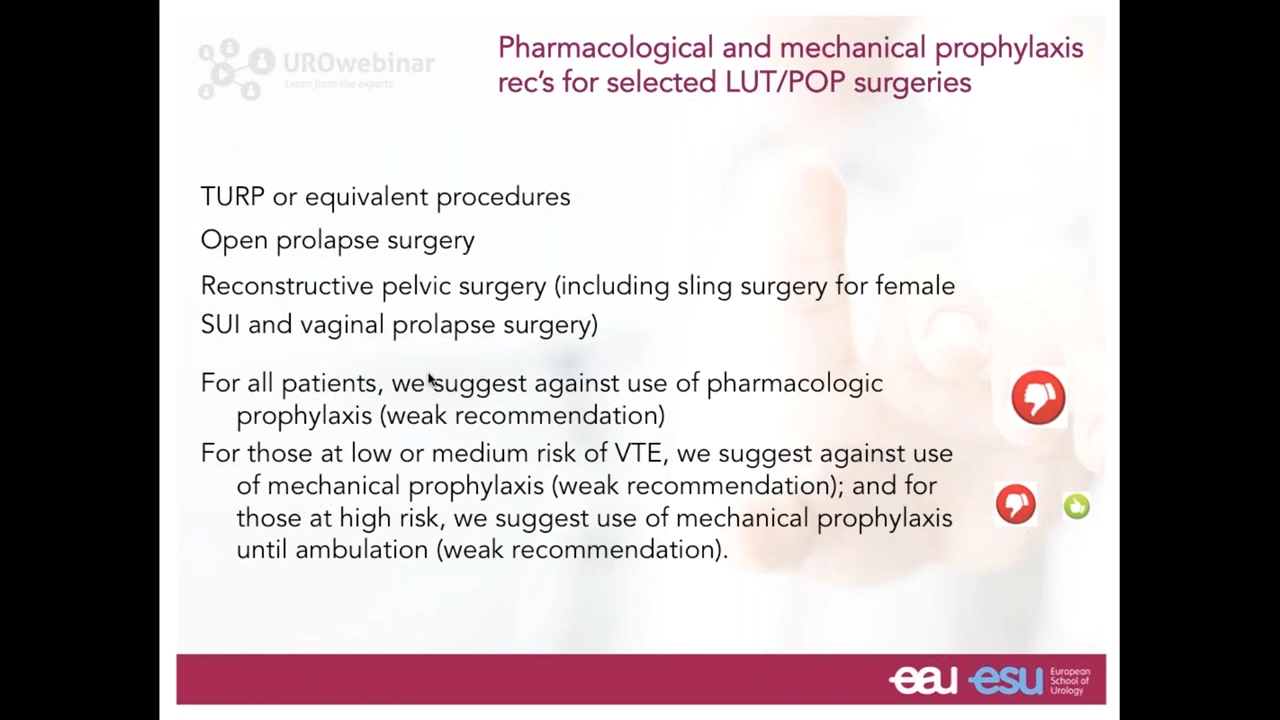 UROwebinar
Learn from the experts
Pharmacological and mechanical prophylaxis
rec's for selected LUT/POP surgeries
TURP or equivalent procedures
Open prolapse surgery
Reconstructive pelvic surgery (including sling surgery for female
SUI and vaginal prolapse surgery)
For all patients, we suggest against use of pharmacologic
prophylaxis (weak recommendation)
For those at low or medium risk of VTE, we suggest against use
of mechanical prophylaxis (weak recommendation); and for
those at high risk, we suggest use of mechanical prophylaxis
until ambulation (weak recommendation).
eau esu European
School of
Urology